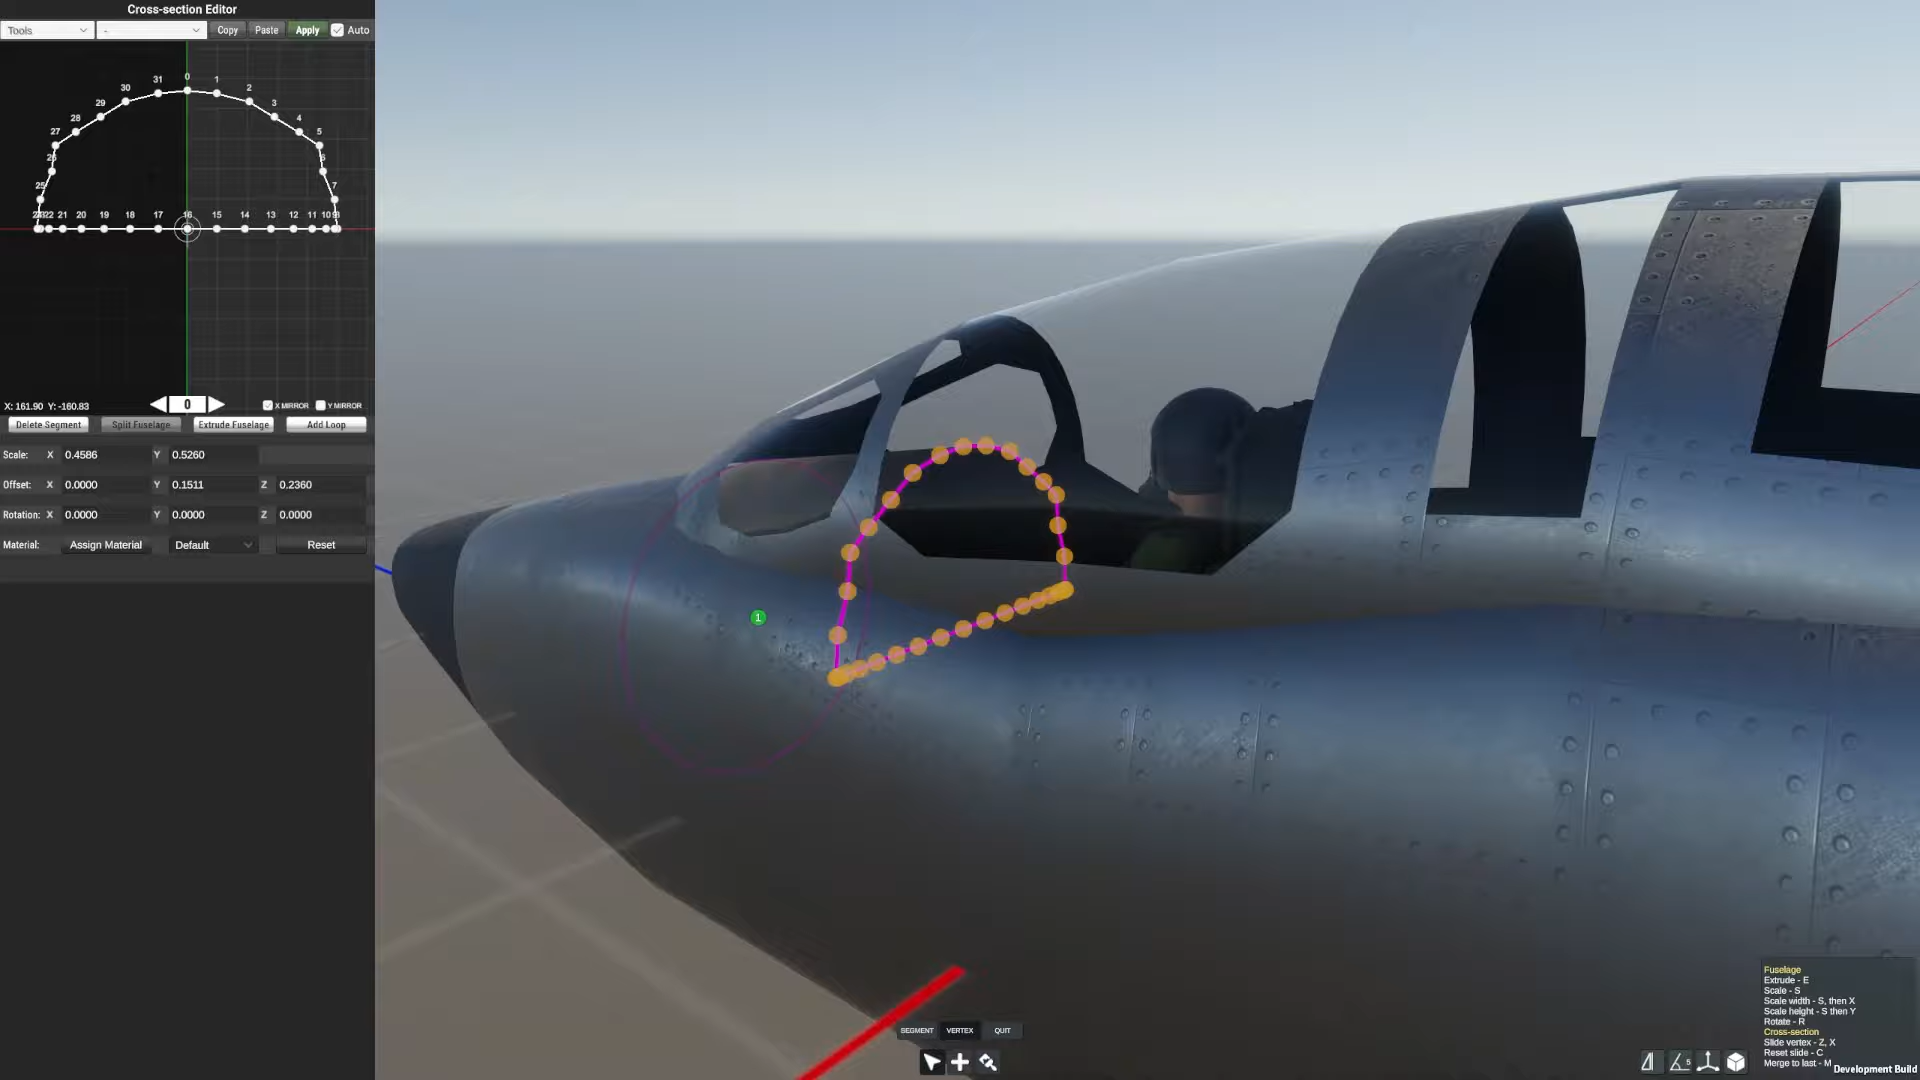 Cross-section Editor
Tools - Copy Paste Apply Auto
31 0 1
30 2
29 3
28 4
27 5
26 6
25 7
22 21 20 19 18 17 16 15 14 13 12 11 10
X: 161.90 Y: -160.83 0 X MIRROR Y MIRROR
Delete Segment Split Fuselage Extrude Fuselage Add Loop
Scale: X 0.4586 Y 0.5260
Offset: X 0.0000 Y 0.1511 Z 0.2360
Rotation: X 0.0000 Y 0.0000 Z 0.0000
Material: Assign Material Default Reset
1
SEGMENT VERTEX QUIT
5
Fuselage
Extrude - E
Scale - S
Scale width - S, then X
Scale height - S then Y
Rotate - R
Cross-section
Slide vertex - Z, X
Reset slide - C
Merge to last - M
Development Build